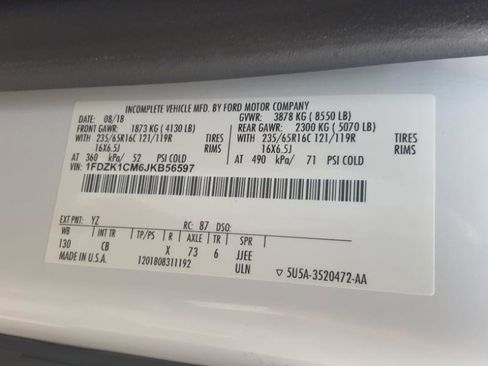 INCOMPLETE VEHICLE MFD. BY FORD MOTOR COMPANY
DATE: 08/18 GVWR: 3878 KG ( 8550 LB)
FRONT GAWR: 1873 KG ( 4130 LB) REAR GAWR: 2300 KG ( 5070 LB)
WITH 235/65R16C 121/119R TIRES WITH 235/65R16C 121/119R TIRES
16X6.5J RIMS 16X6.5J RIMS
AT 360 kPa/ 52 PSI COLD AT 490 kPa/ 71 PSI COLD
VIN: 1FDZK1CM6JKB56597
EXT PNT: YZ RC: 87 DSO:
WB INT TR TP/PS R AXLE TR SPR
130 CB X 73 6 JJEE
MADE IN U.S.A. 1201808311192 ULN ▽ 5U5A-3520472-AA